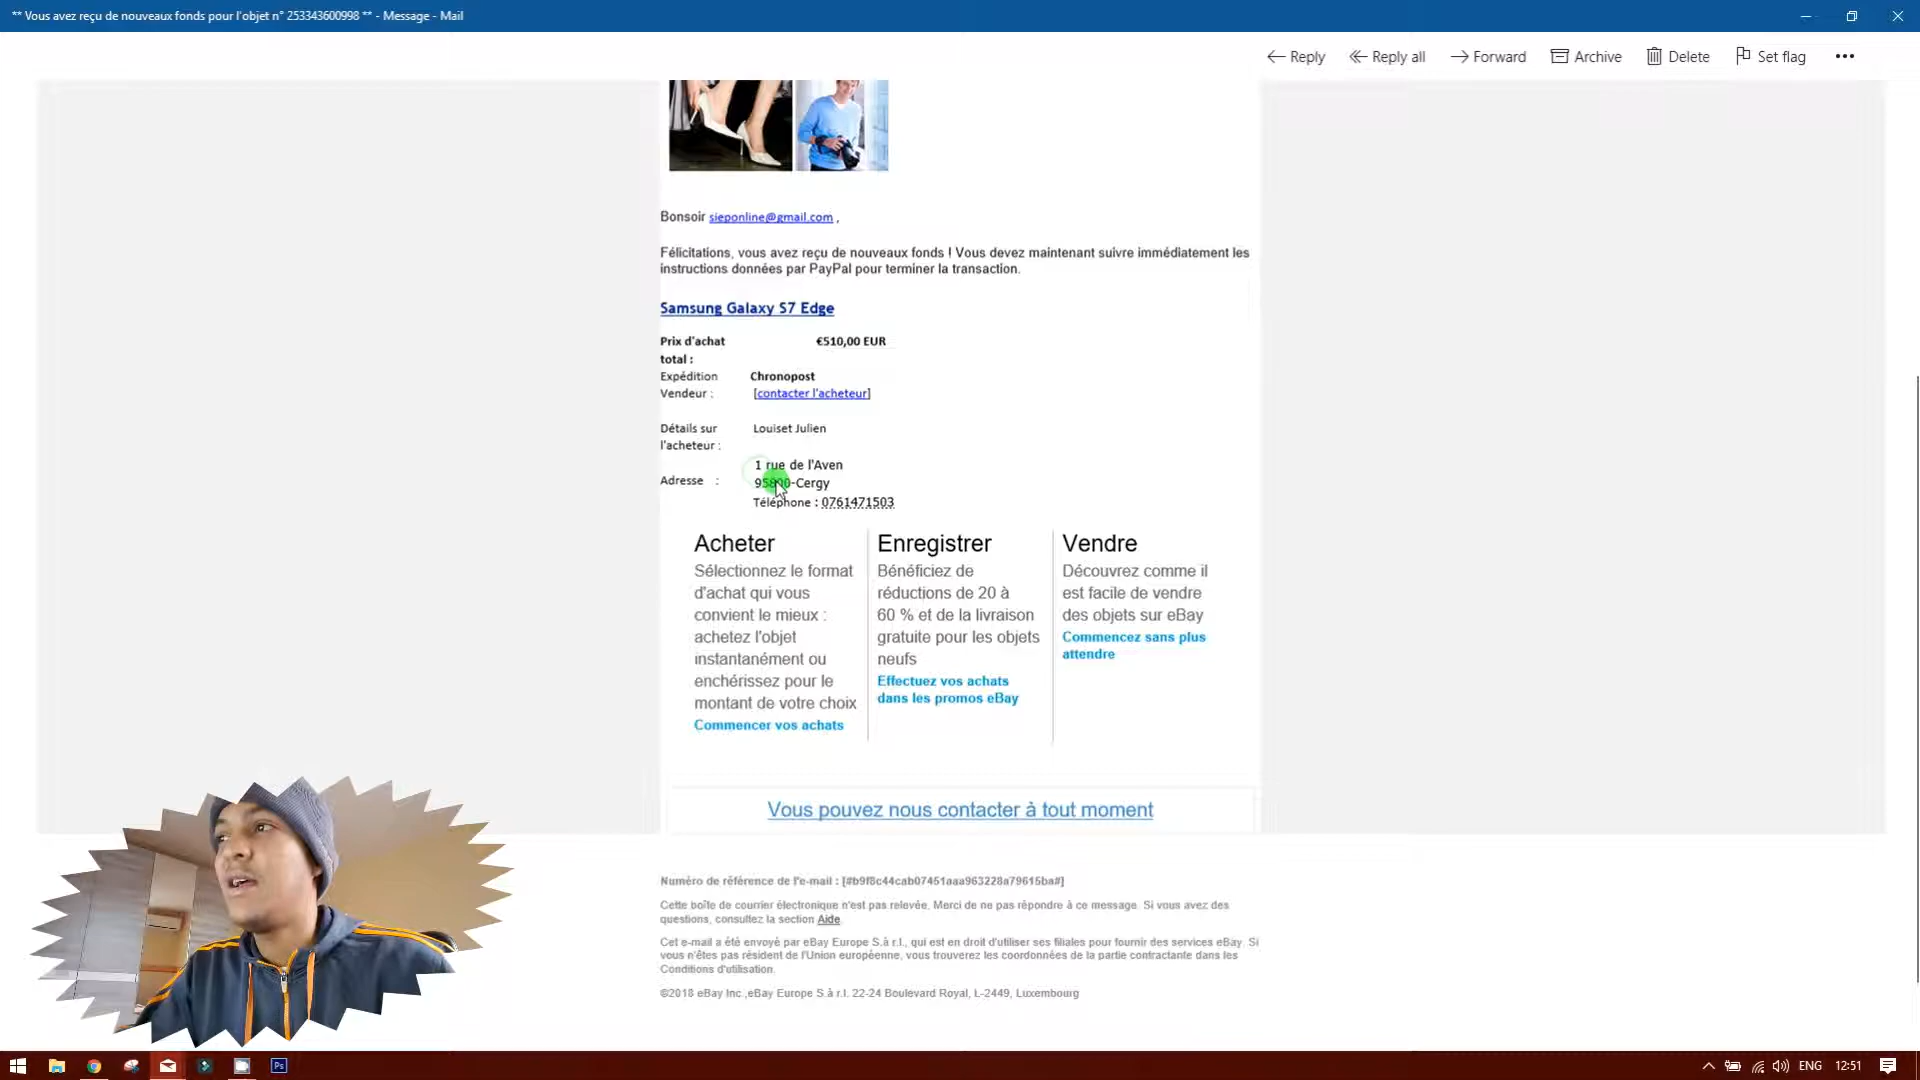 ** Vous avez reçu de nouveaux fonds pour l'objet n° 253343600998 ** - Message - Mail
Reply
Reply all
Forward
Archive
Delete
Set flag
Bonsoir sieponline@gmail.com ,
Félicitations, vous avez reçu de nouveaux fonds ! Vous devez maintenant suivre immédiatement les
instructions données par PayPal pour terminer la transaction.
Samsung Galaxy S7 Edge
Prix d'achat €510,00 EUR
total :
Expédition Chronopost
Vendeur : [contacter l'acheteur]
Détails sur Louiset Julien
l'acheteur :
1 rue de l'Aven
Adresse :
95800-Cergy
Téléphone : 0761471503
Acheter
Sélectionnez le format
d'achat qui vous
convient le mieux :
achetez l'objet
instantanément ou
enchérissez pour le
montant de votre choix
Commencer vos achats
Enregistrer
Bénéficiez de
réductions de 20 à
60 % et de la livraison
gratuite pour les objets
neufs
Effectuez vos achats
dans les promos eBay
Vendre
Découvrez comme il
est facile de vendre
des objets sur eBay
Commencez sans plus
attendre
Vous pouvez nous contacter à tout moment
Numéro de référence de l'e-mail : [#b9f8c44cab07451aaa963228a79615ba#]
Cette boîte de courrier électronique n'est pas relevée. Merci de ne pas répondre à ce message. Si vous avez des
questions, consultez la section Aide.
Cet e-mail a été envoyé par eBay Europe S.à r.l., qui est en droit d'utiliser ses filiales pour fournir des services eBay. Si
vous n'êtes pas résident de l'Union européenne, vous trouverez les coordonnées de la partie contractante dans les
Conditions d'utilisation.
©2018 eBay Inc.,eBay Europe S.à r.l. 22-24 Boulevard Royal, L-2449, Luxembourg
Ps
ENG
12:51